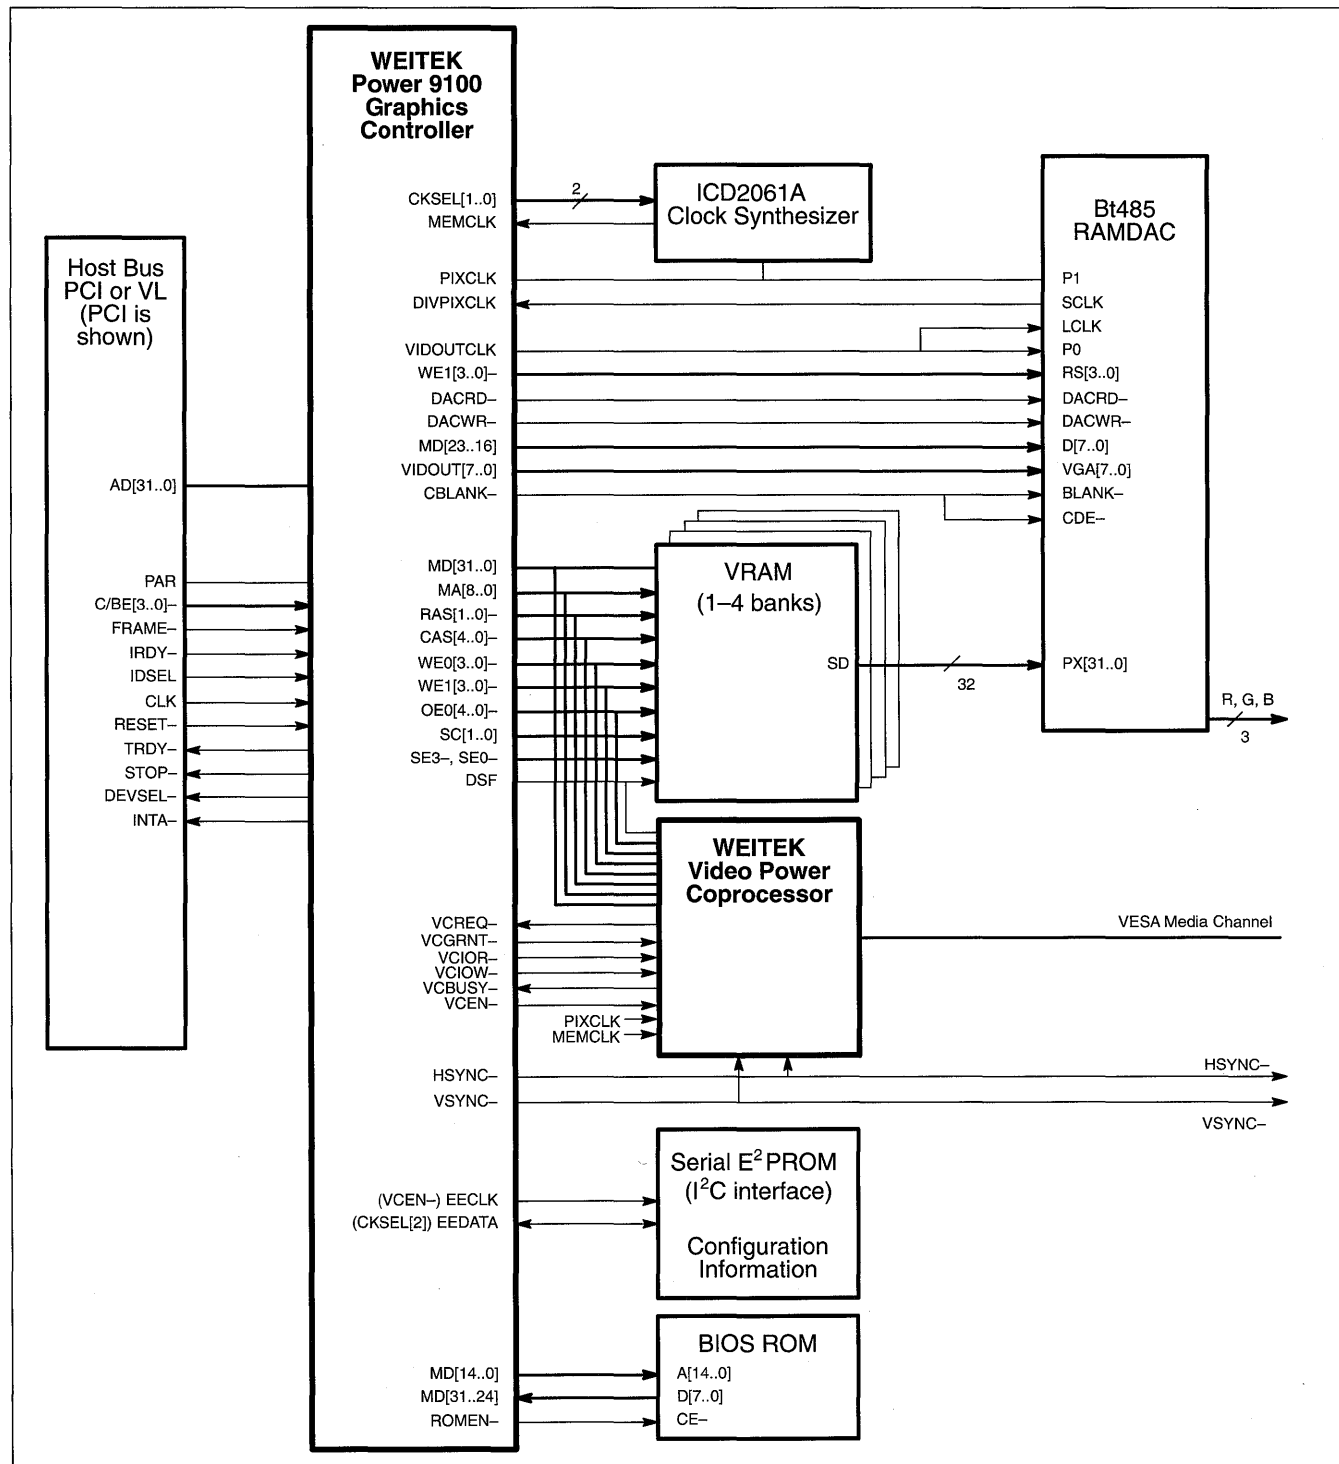 WEITEK
Power 9100
Graphics
Controller
CKSEL[1..0]
2
MEMCLK
ICD2061A
Clock Synthesizer
Bt485
RAMDAC
Host Bus
PCI or VL
(PCI is
shown)
PIXCLK
P1
DIVPIXCLK
SCLK
LCLK
VIDOUTCLK
P0
WE1[3..0]–
RS[3..0]
DACRD–
DACRD–
DACWR–
DACWR–
MD[23..16]
D[7..0]
VIDOUT[7..0]
VGA[7..0]
AD[31..0]
CBLANK–
BLANK–
CDE–
MD[31..0]
VRAM
(1–4 banks)
PAR
MA[8..0]
C/BE[3..0]–
RAS[1..0]–
FRAME–
CAS[4..0]–
IRDY–
WE0[3..0]–
SD
32
PX[31..0]
IDSEL
WE1[3..0]–
CLK
OE0[4..0]–
R, G, B
3
RESET–
SC[1..0]
TRDY–
SE3–, SE0–
STOP–
DSF
DEVSEL–
INTA–
WEITEK
Video Power
Coprocessor
VCREQ–
VESA Media Channel
VCGRNT–
VCIOR–
VCIOW–
VCBUSY–
VCEN–
PIXCLK
MEMCLK
HSYNC–
HSYNC–
VSYNC–
VSYNC–
Serial E²PROM
(I²C interface)
(VCEN–) EECLK
(CKSEL[2]) EEDATA
Configuration
Information
BIOS ROM
MD[14..0]
A[14..0]
MD[31..24]
D[7..0]
ROMEN–
CE–